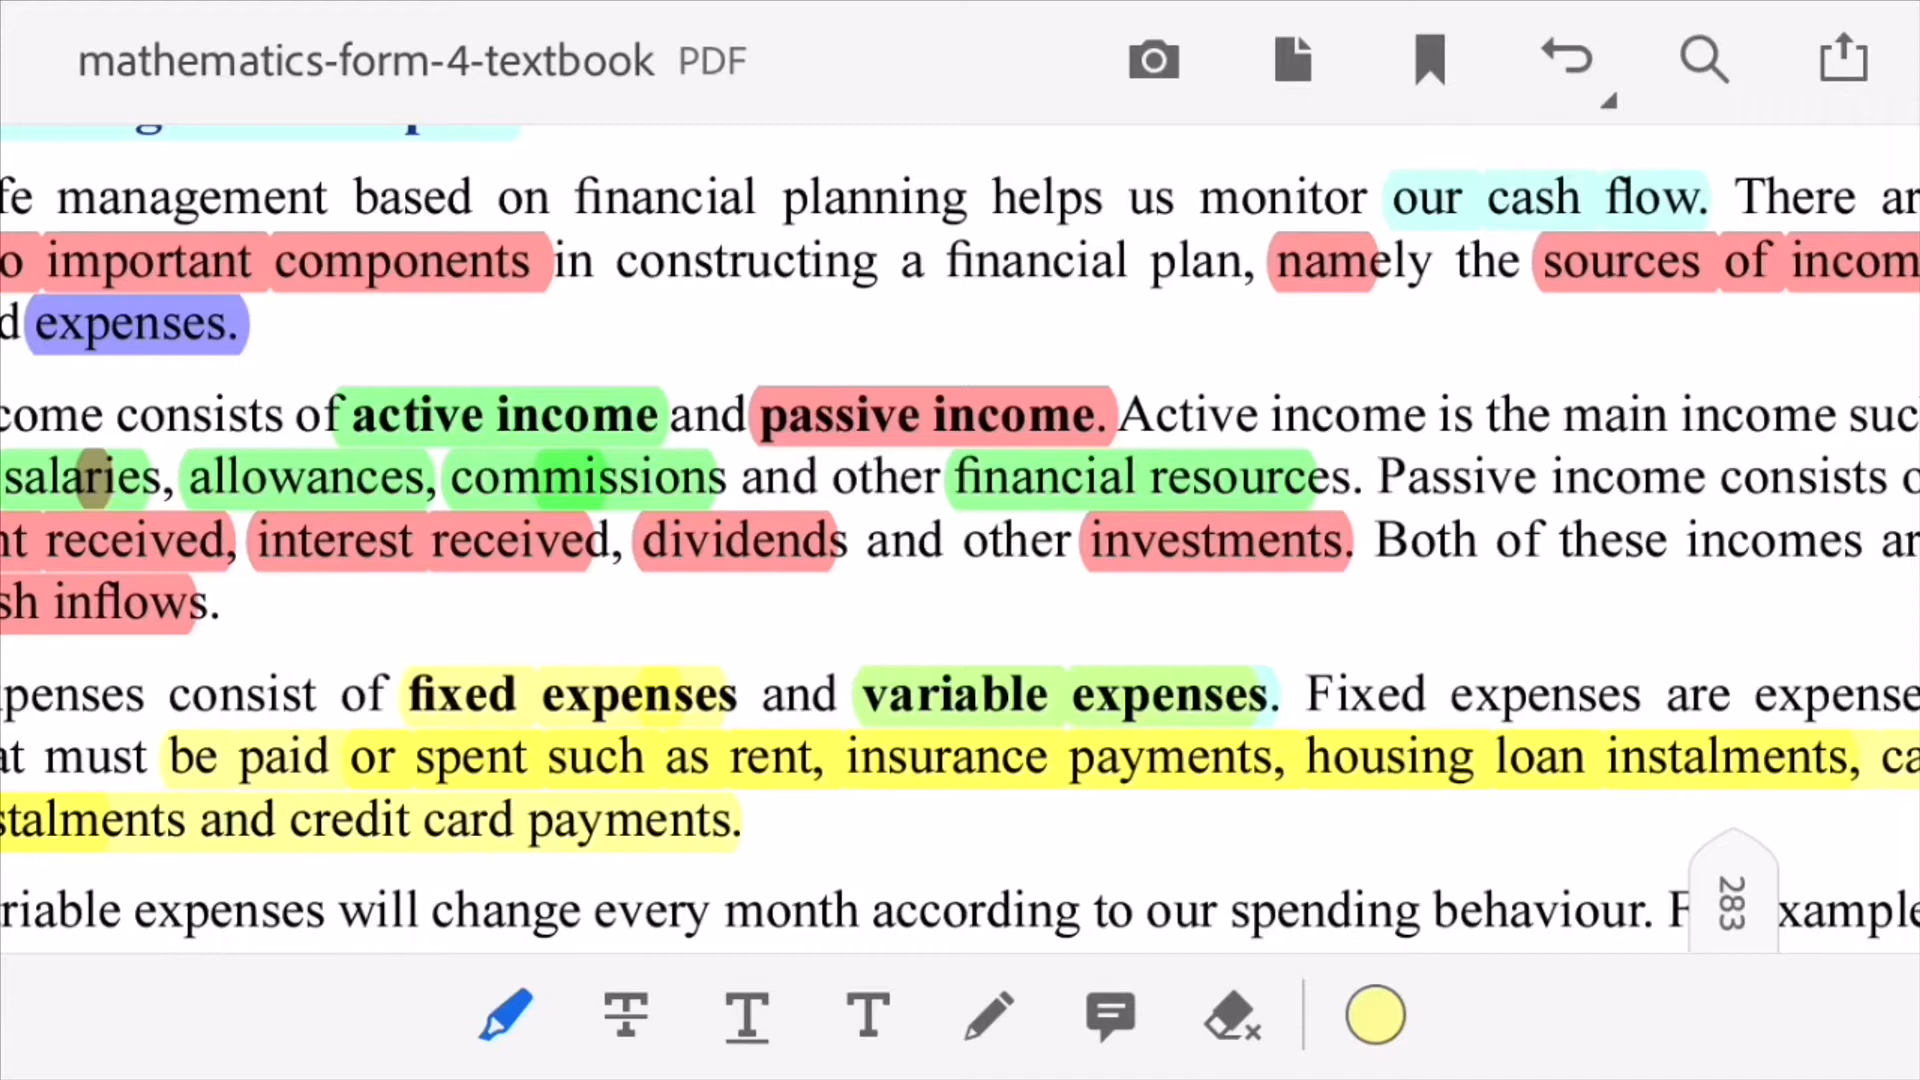 mathematics-form-4-textbook PDF
fe management based on financial planning helps us monitor our cash flow. There ar
o important components in constructing a financial plan, namely the sources of incom
d expenses.
come consists of active income and passive income. Active income is the main income suc
salaries, allowances, commissions and other financial resources. Passive income consists o
nt received, interest received, dividends and other investments. Both of these incomes ar
sh inflows.
penses consist of fixed expenses and variable expenses. Fixed expenses are expense
at must be paid or spent such as rent, insurance payments, housing loan instalments, ca
stalments and credit card payments.
riable expenses will change every month according to our spending behaviour. F xample
283